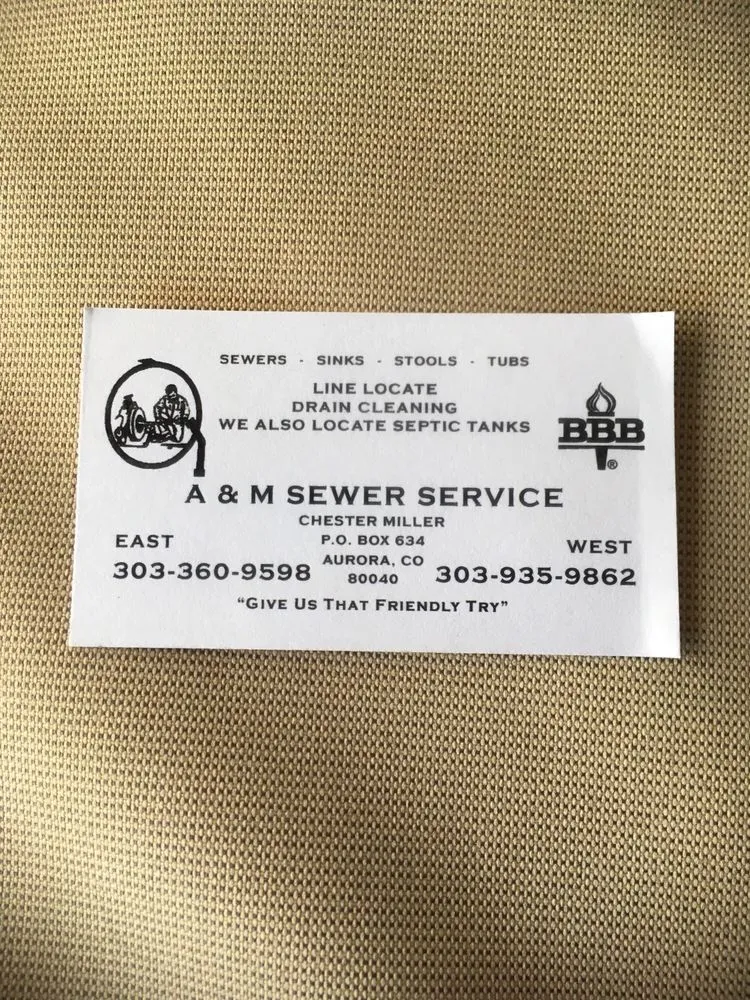 SEWERS - SINKS - STOOLS - TUBS
LINE LOCATE
DRAIN CLEANING
WE ALSO LOCATE SEPTIC TANKS
BBB
®
A & M SEWER SERVICE
CHESTER MILLER
P.O. BOX 634
AURORA, CO
80040
EAST
303-360-9598
WEST
303-935-9862
"GIVE US THAT FRIENDLY TRY"